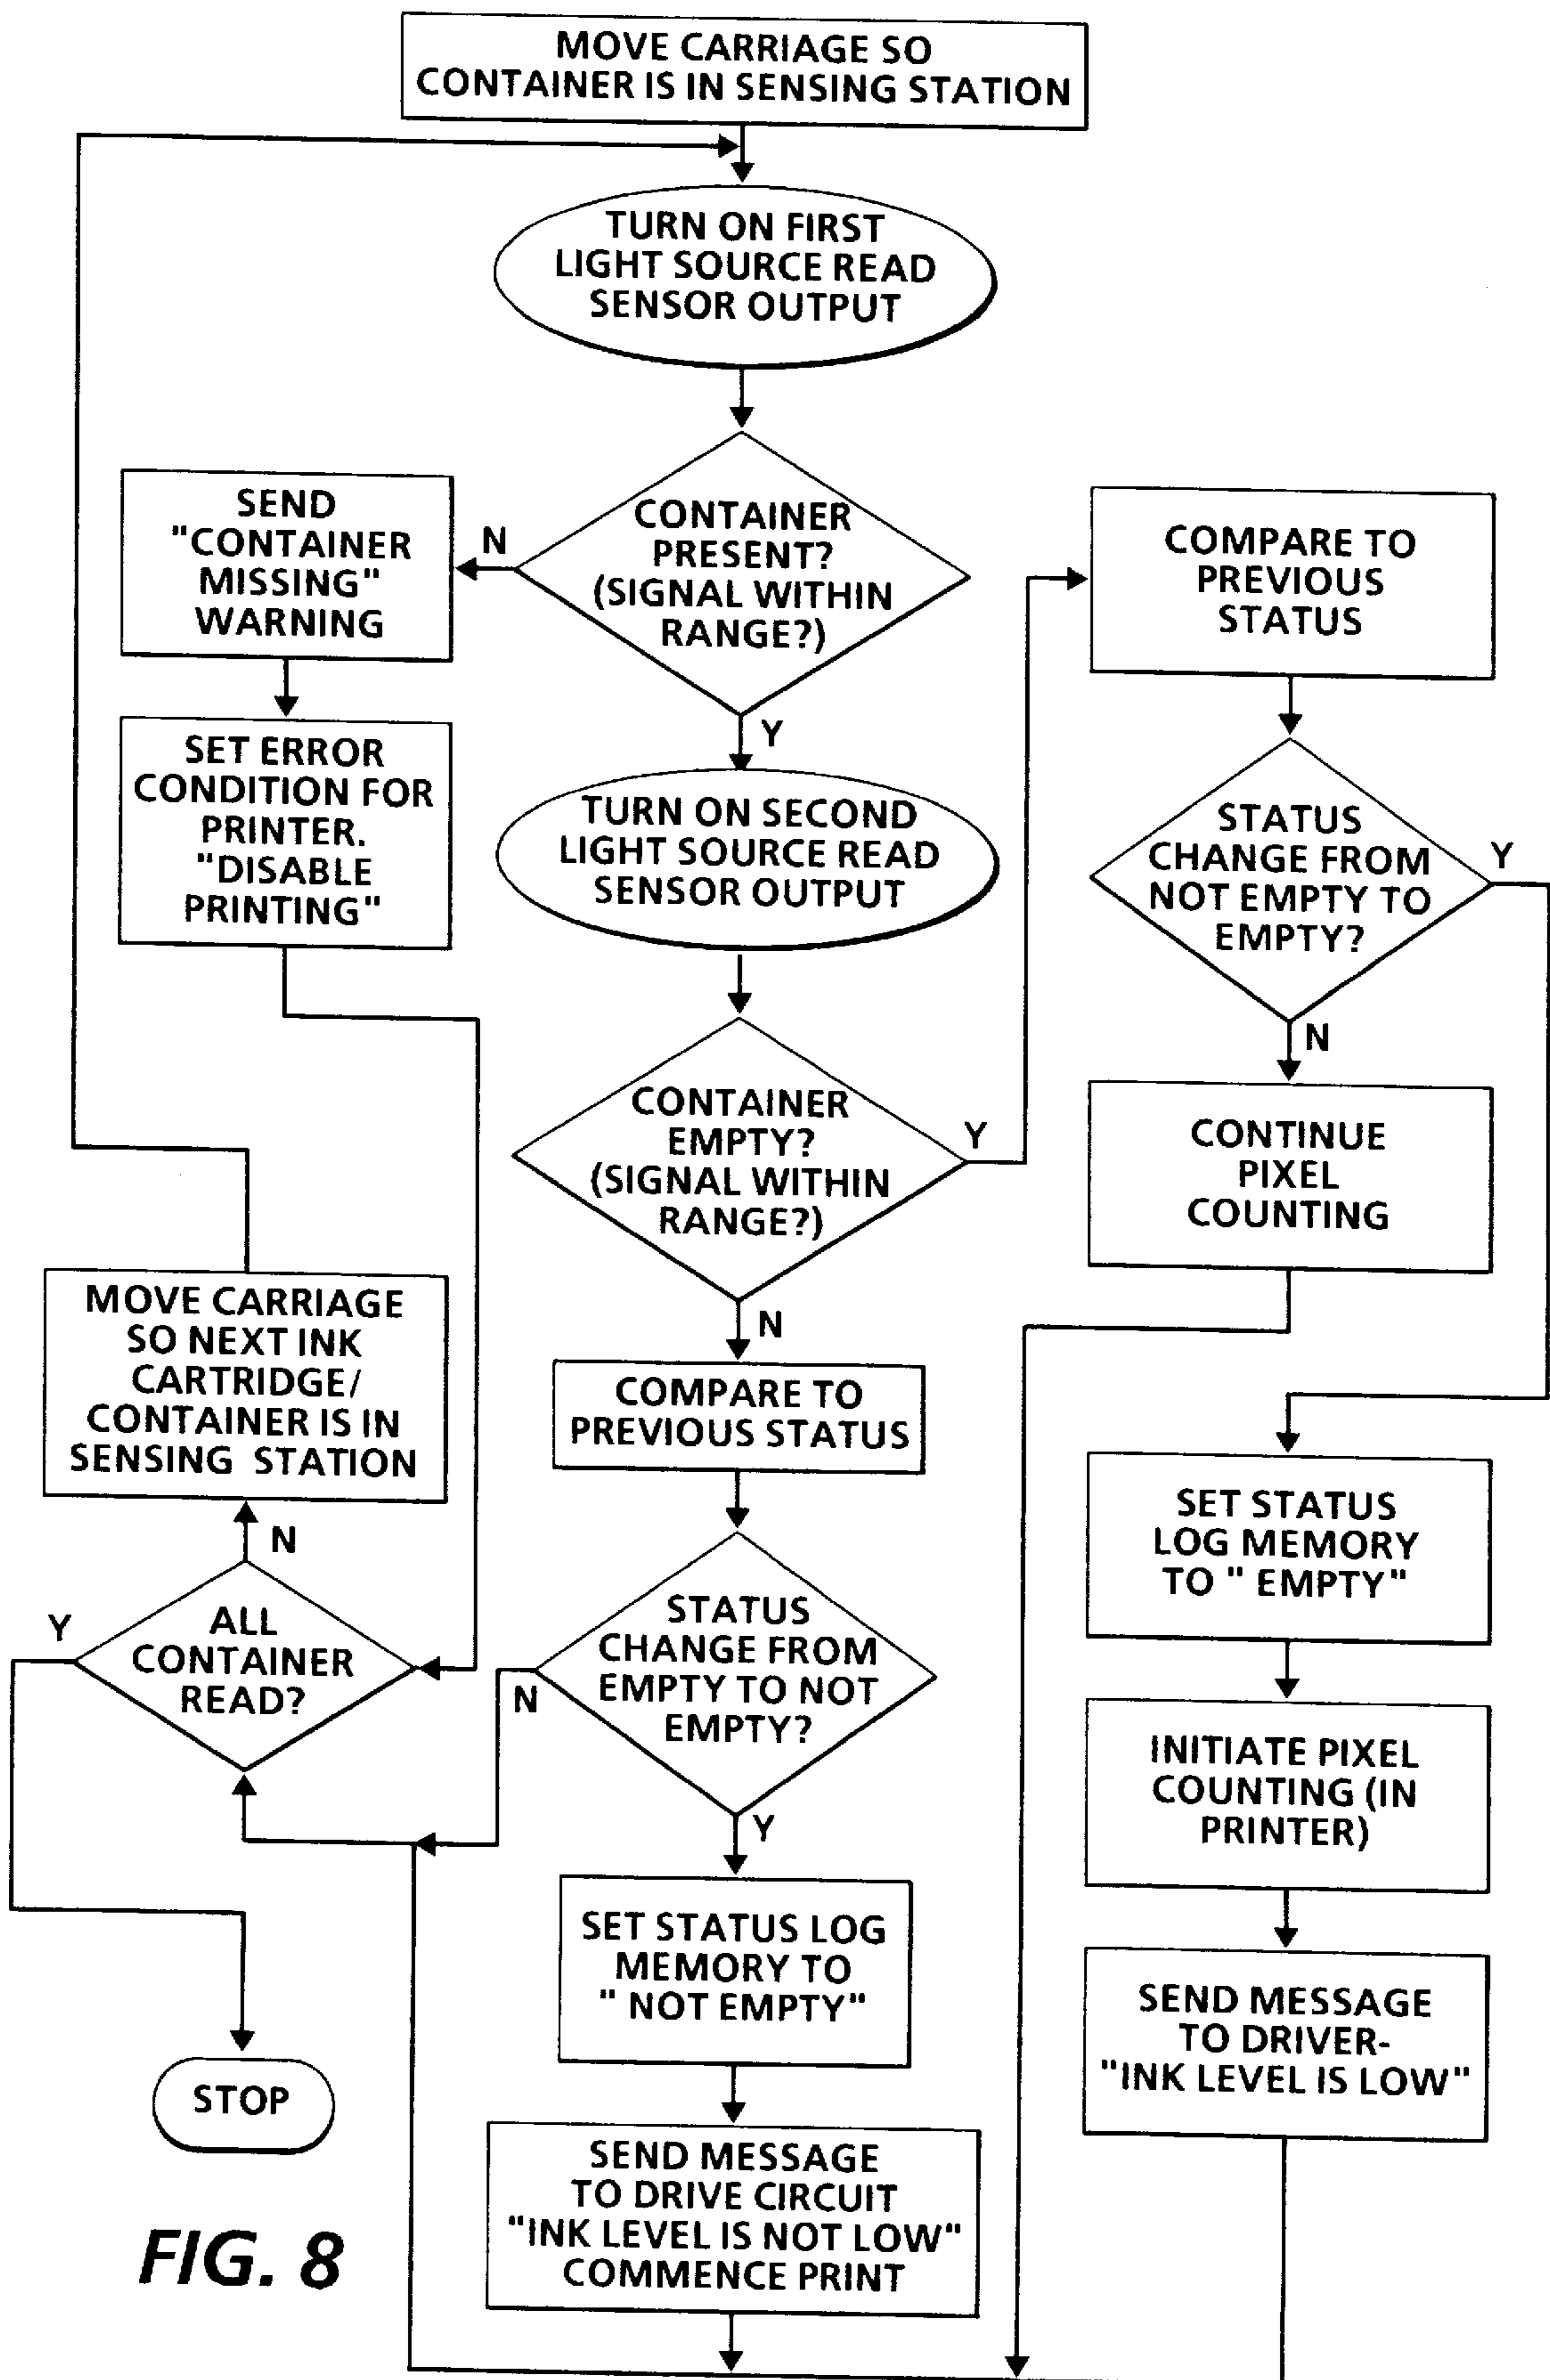 MOVE CARRIAGE SO
CONTAINER IS IN SENSING STATION
TURN ON FIRST
LIGHT SOURCE READ
SENSOR OUTPUT
CONTAINER
PRESENT?
(SIGNAL WITHIN
RANGE?)
N
Y
SEND
"CONTAINER
MISSING"
WARNING
SET ERROR
CONDITION FOR
PRINTER.
"DISABLE
PRINTING"
TURN ON SECOND
LIGHT SOURCE READ
SENSOR OUTPUT
CONTAINER
EMPTY?
(SIGNAL WITHIN
RANGE?)
Y
N
COMPARE TO
PREVIOUS
STATUS
STATUS
CHANGE FROM
NOT EMPTY TO
EMPTY?
Y
N
CONTINUE
PIXEL
COUNTING
SET STATUS
LOG MEMORY
TO " EMPTY"
INITIATE PIXEL
COUNTING (IN
PRINTER)
SEND MESSAGE
TO DRIVER-
"INK LEVEL IS LOW"
COMPARE TO
PREVIOUS STATUS
STATUS
CHANGE FROM
EMPTY TO NOT
EMPTY?
N
Y
SET STATUS LOG
MEMORY TO
" NOT EMPTY"
SEND MESSAGE
TO DRIVE CIRCUIT
"INK LEVEL IS NOT LOW"
COMMENCE PRINT
MOVE CARRIAGE
SO NEXT INK
CARTRIDGE/
CONTAINER IS IN
SENSING STATION
N
ALL
CONTAINER
READ?
Y
STOP
FIG. 8